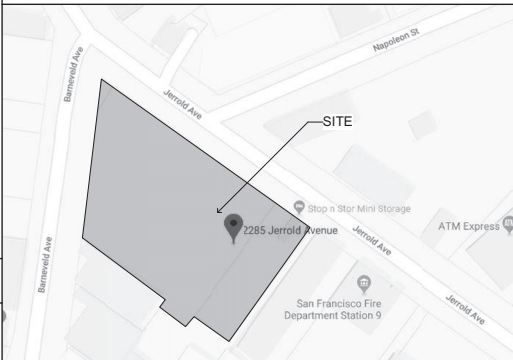 Napoleon St
Barneveld Ave
Jerrold Ave
SITE
Stop n Stor Mini Storage
2285 Jerrold Avenue
ATM Express
Jerrold Ave
Barneveld Ave
San Francisco Fire
Department Station 9
Jerrold Ave